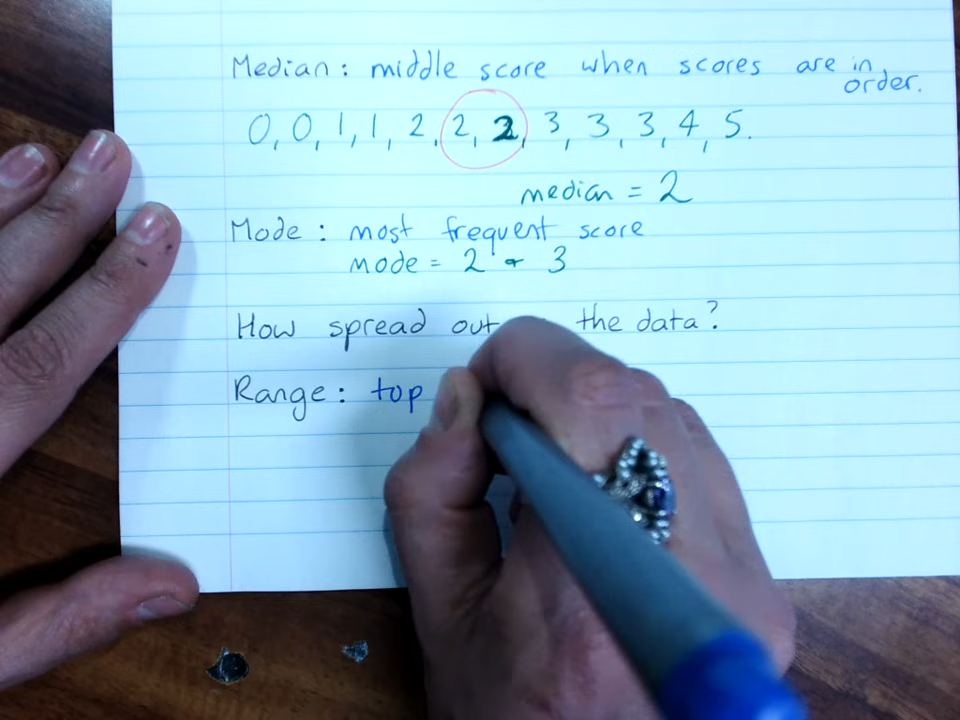 Median: middle score when scores are in
order.
0, 0, 1, 1, 2, 2, 2, 3, 3, 3, 4, 5.
median = 2
Mode: most frequent score
mode = 2 & 3
How spread out the data?
Range: top